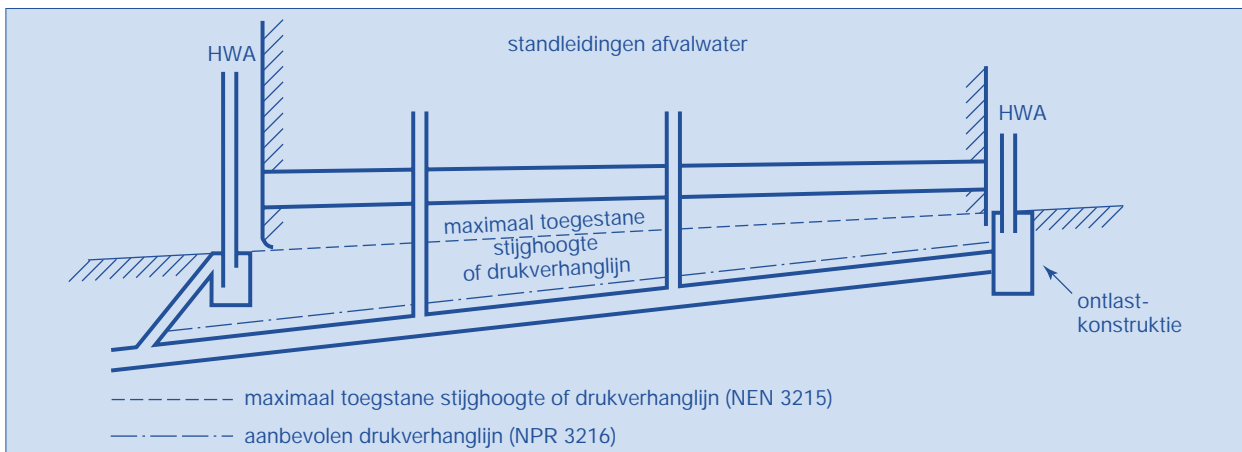 standleidingen afvalwater
HWA
HWA
maximaal toegestane
stijghoogte
of drukverhanglijn
ontlast-
konstruktie
maximaal toegstane stijghoogte of drukverhanglijn (NEN 3215)
aanbevolen drukverhanglijn (NPR 3216)